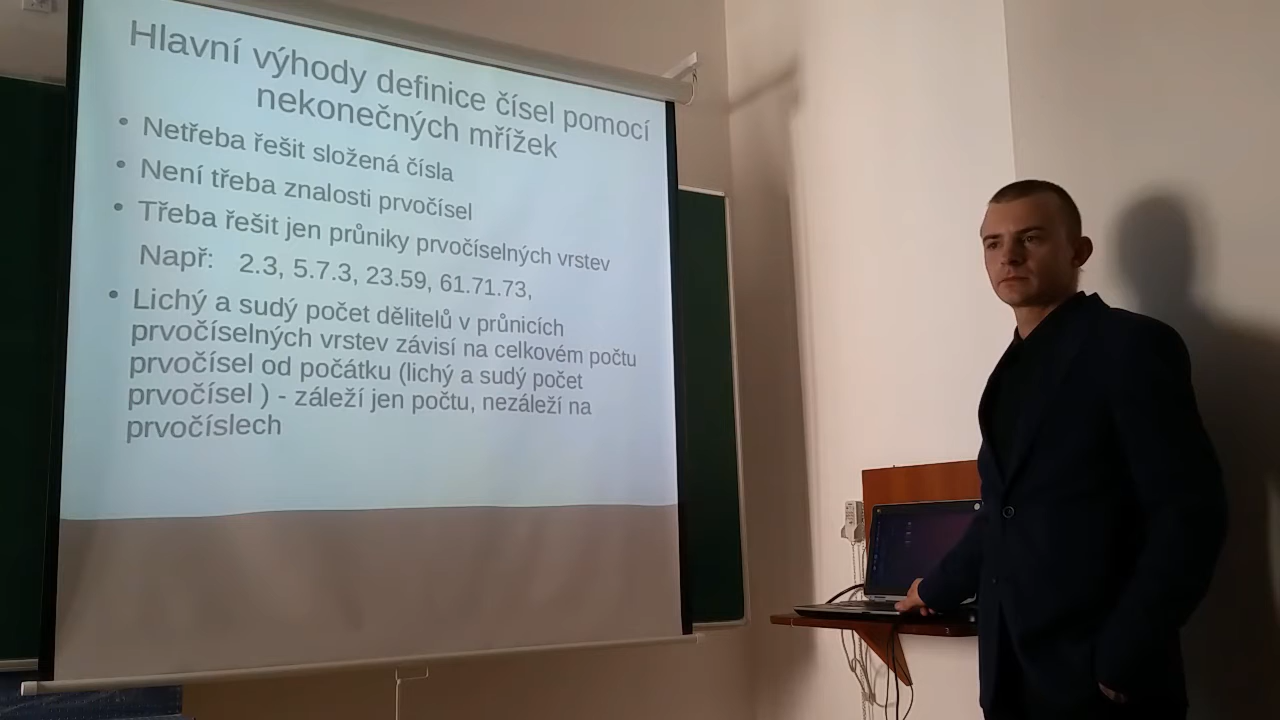 Hlavní výhody definice čísel pomocí
nekonečných mřížek
• Netřeba řešit složená čísla
• Není třeba znalosti prvočísel
• Třeba řešit jen průniky prvočíselných vrstev
Např: 2.3, 5.7.3, 23.59, 61.71.73,
• Lichý a sudý počet dělitelů v průnicích
prvočíselných vrstev závisí na celkovém počtu
prvočísel od počátku (lichý a sudý počet
prvočísel ) - záleží jen počtu, nezáleží na
prvočíslech